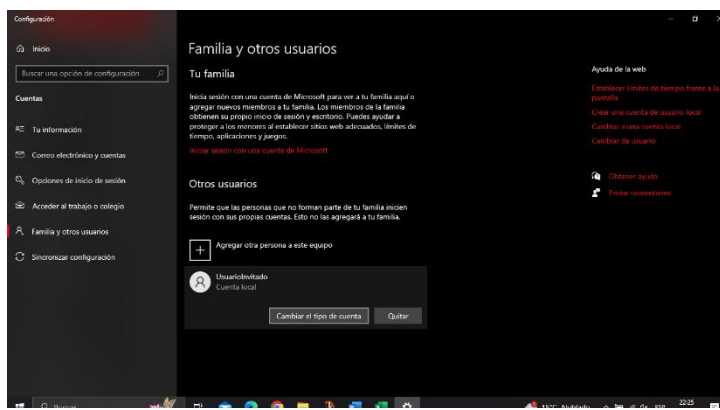 Configuración
Inicio
Buscar una opción de configuración
Cuentas
Tu información
Correo electrónico y cuentas
Opciones de inicio de sesión
Acceder al trabajo o colegio
Familia y otros usuarios
Sincronizar configuración
Familia y otros usuarios
Tu familia
Inicia sesión con una cuenta de Microsoft para ver a tu familia aquí o
agregar nuevos miembros a tu familia. Los miembros de la familia
obtienen su propio inicio de sesión y escritorio. Puedes ayudar a
proteger a los menores al establecer sitios web adecuados, límites de
tiempo, aplicaciones y juegos.
Iniciar sesión con una cuenta de Microsoft
Otros usuarios
Permite que las personas que no forman parte de tu familia inicien
sesión con sus propias cuentas. Esto no las agregará a tu familia.
Agregar otra persona a este equipo
UsuarioInvitado
Cuenta local
Cambiar el tipo de cuenta
Quitar
Ayuda de la web
Establecer límites de tiempo frente a la
pantalla
Crear una cuenta de usuario local
Cambiar a una cuenta local
Cambiar de usuario
Obtener ayuda
Enviar comentarios
Buscar
15°C Nublado
ESP
22:25